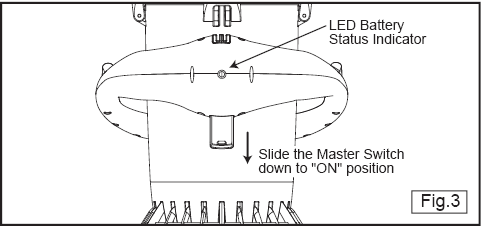 LED Battery
Status Indicator
Slide the Master Switch
down to "ON" position
Fig.3